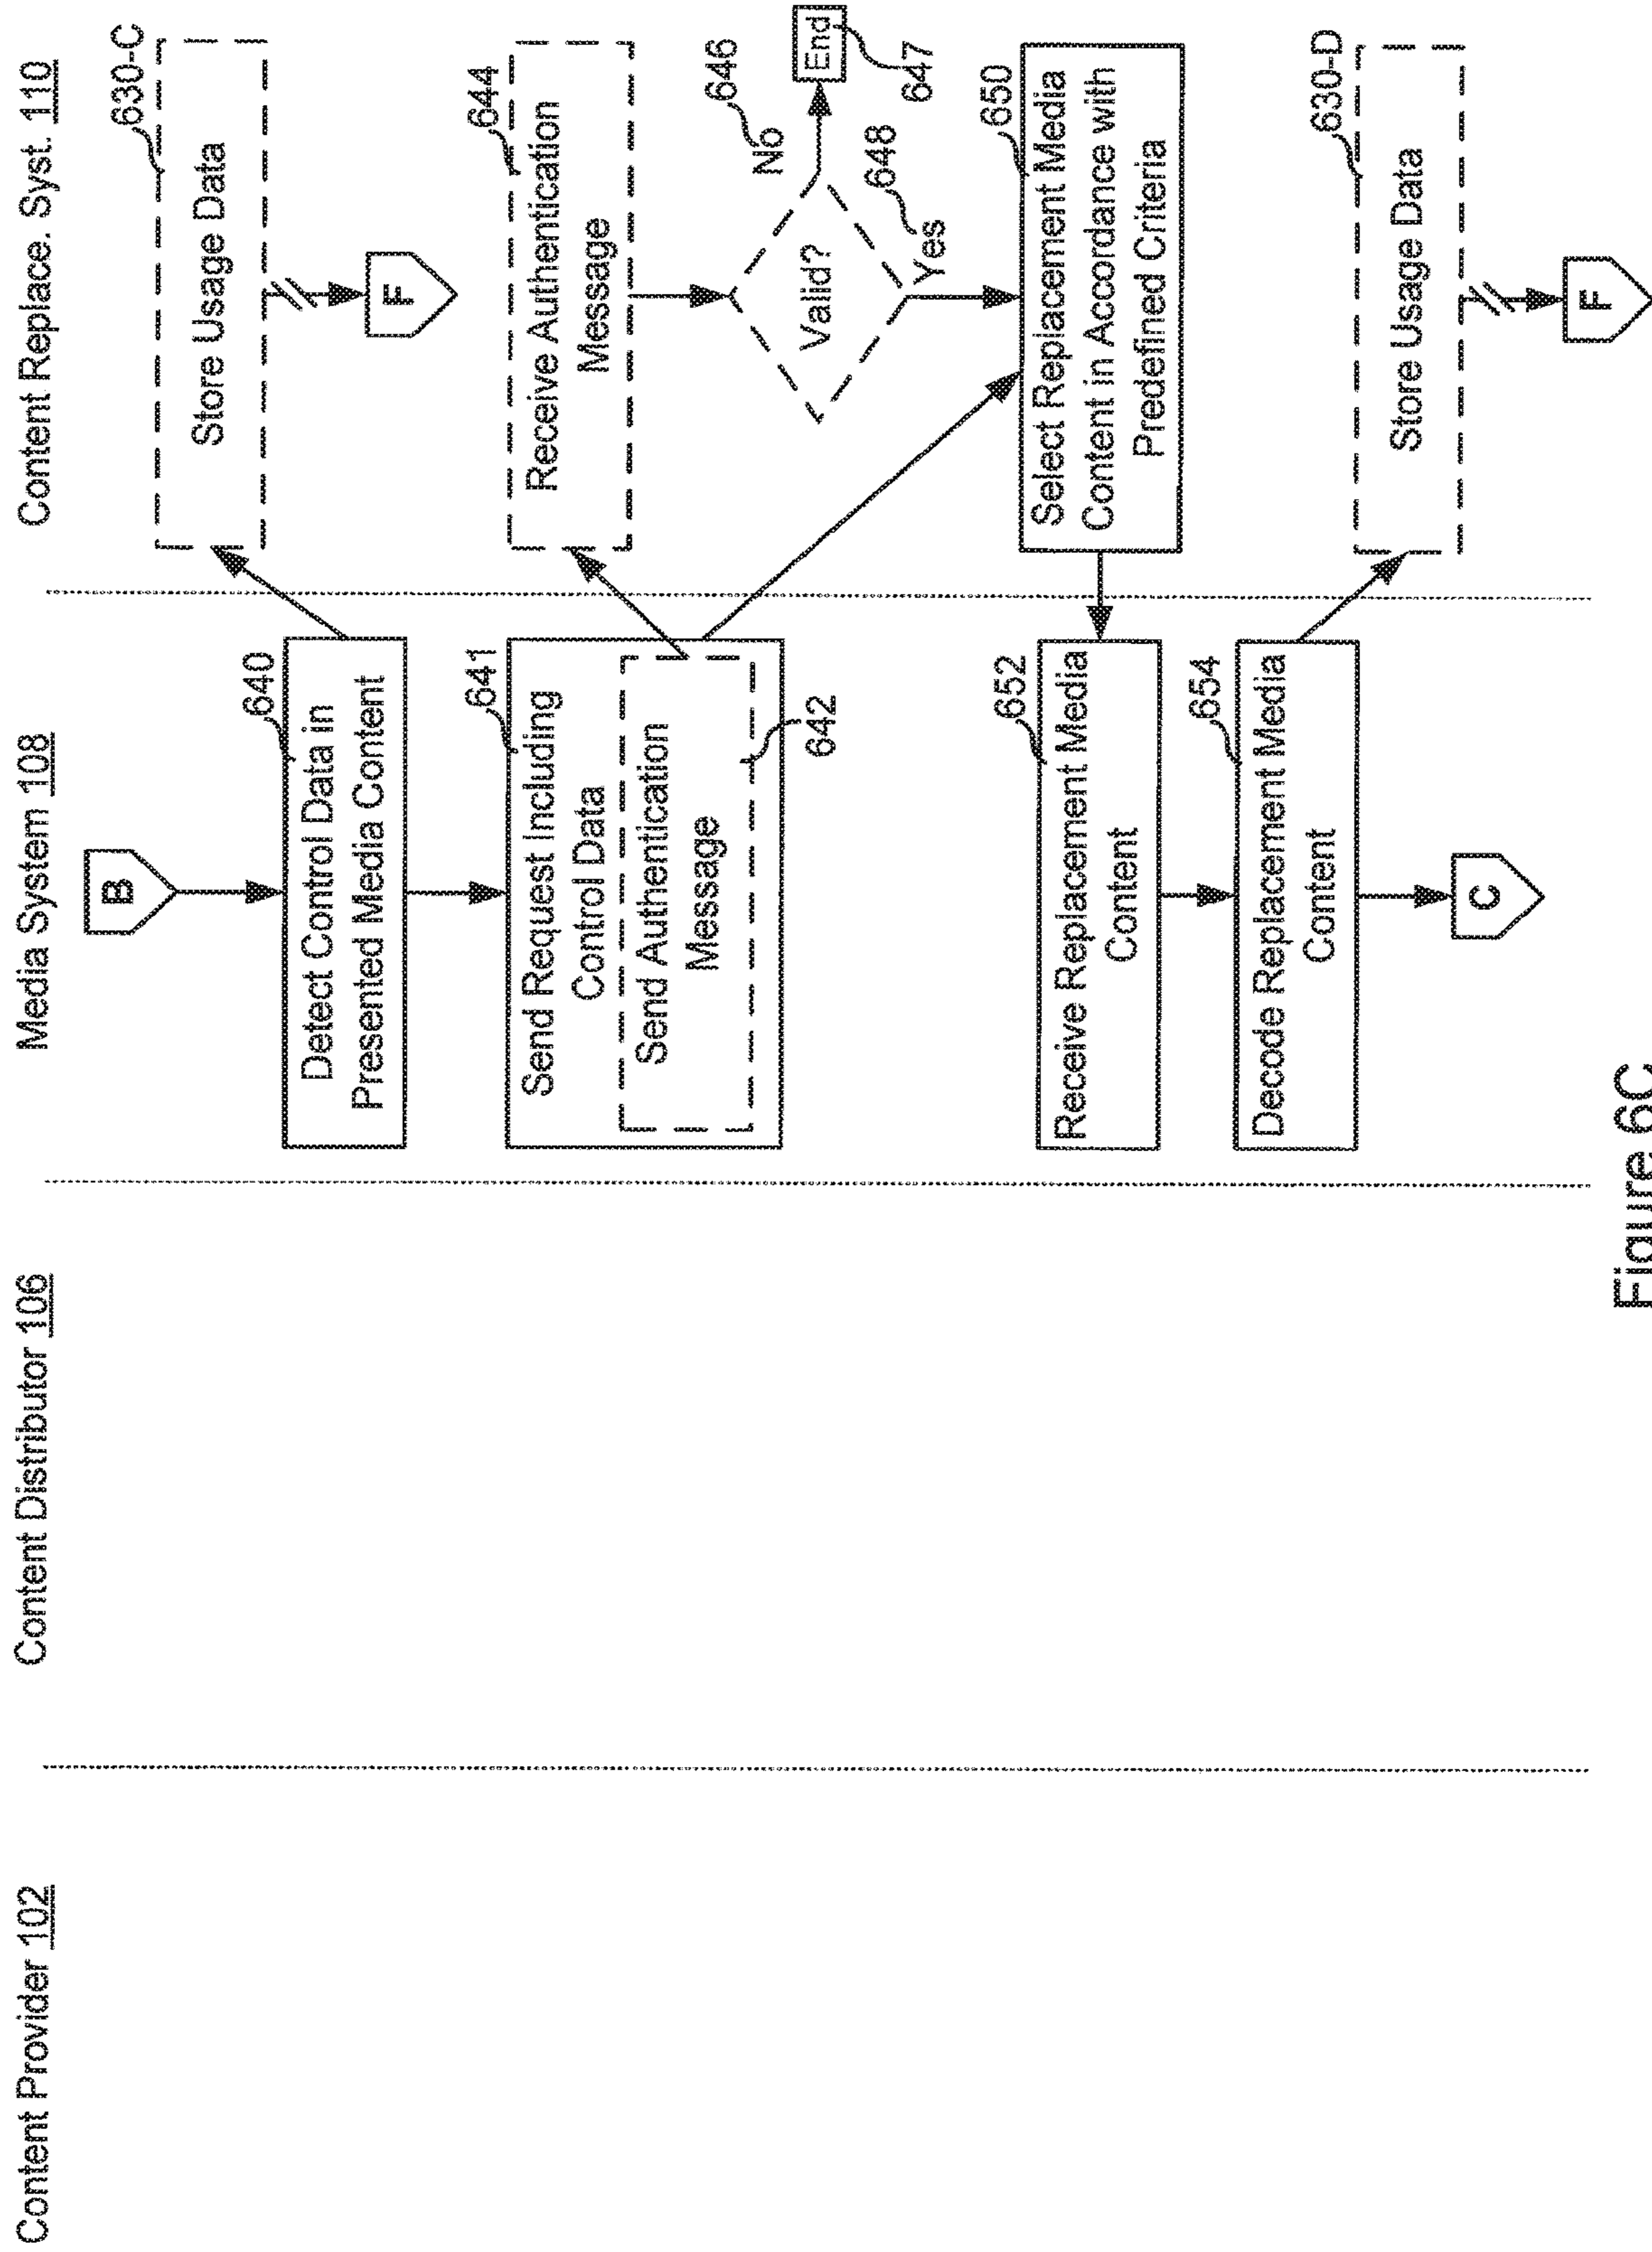 Content Provider 102
Content Distributor 106
Media System 108
Content Replace. Syst. 110
B
640
Detect Control Data in
Presented Media Content
630-C
Store Usage Data
F
641
Send Request Including
Control Data
Send Authentication
Message
642
644
Receive Authentication
Message
Valid?
No
646
End
647
648
Yes
650
Select Replacement Media
Content in Accordance with
Predefined Criteria
652
Receive Replacement Media
Content
654
Decode Replacement Media
Content
630-D
Store Usage Data
F
C
Figure 6C